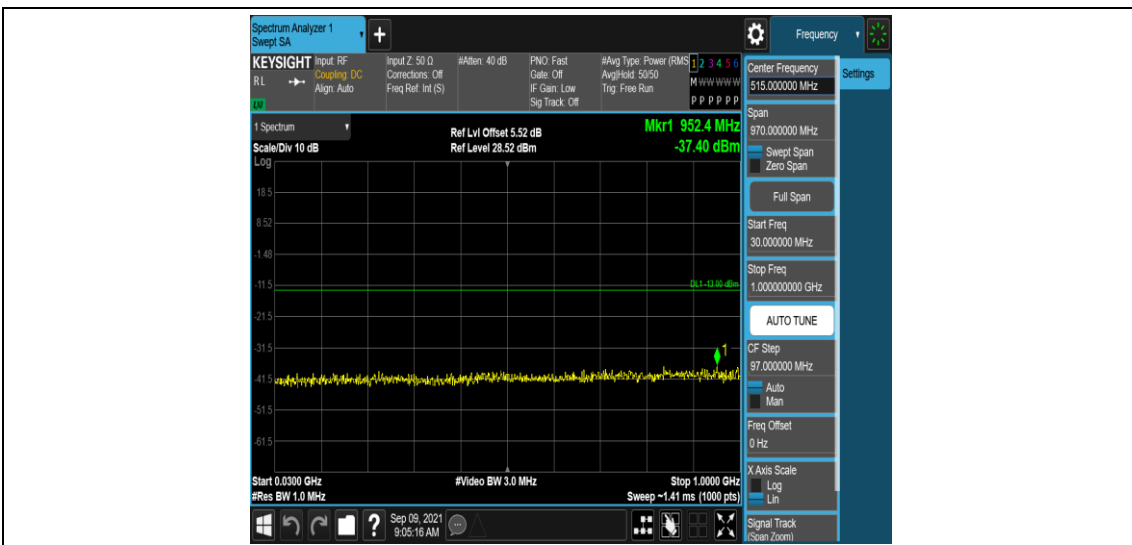 Spectrum Analyzer 1
Swept SA
+
Frequency
KEYSIGHT
RL
LV
Input: RF
Coupling: DC
Align: Auto
Input Z: 50 Ω
Corrections: Off
Freq Ref: Int (S)
#Atten: 40 dB
PNO: Fast
Gate: Off
IF Gain: Low
Sig Track: Off
#Avg Type: Power (RMS
Avg|Hold: 50/50
Trig: Free Run
1 2 3 4 5 6
M W W W W W
P P P P P P
1 Spectrum
Scale/Div 10 dB
Ref Lvl Offset 5.52 dB
Ref Level 28.52 dBm
Mkr1 952.4 MHz
-37.40 dBm
Log
18.5
8.52
-1.48
-11.5
DL1 -13.00 dBm
-21.5
-31.5
1
-41.5
-51.5
-61.5
Start 0.0300 GHz
#Res BW 1.0 MHz
#Video BW 3.0 MHz
Stop 1.0000 GHz
Sweep ~1.41 ms (1000 pts)
?
Sep 09, 2021
9:05:16 AM
Center Frequency
515.000000 MHz
Settings
Span
970.000000 MHz
Swept Span
Zero Span
Full Span
Start Freq
30.000000 MHz
Stop Freq
1.000000000 GHz
AUTO TUNE
CF Step
97.000000 MHz
Auto
Man
Freq Offset
0 Hz
X Axis Scale
Log
Lin
Signal Track
(Span Zoom)